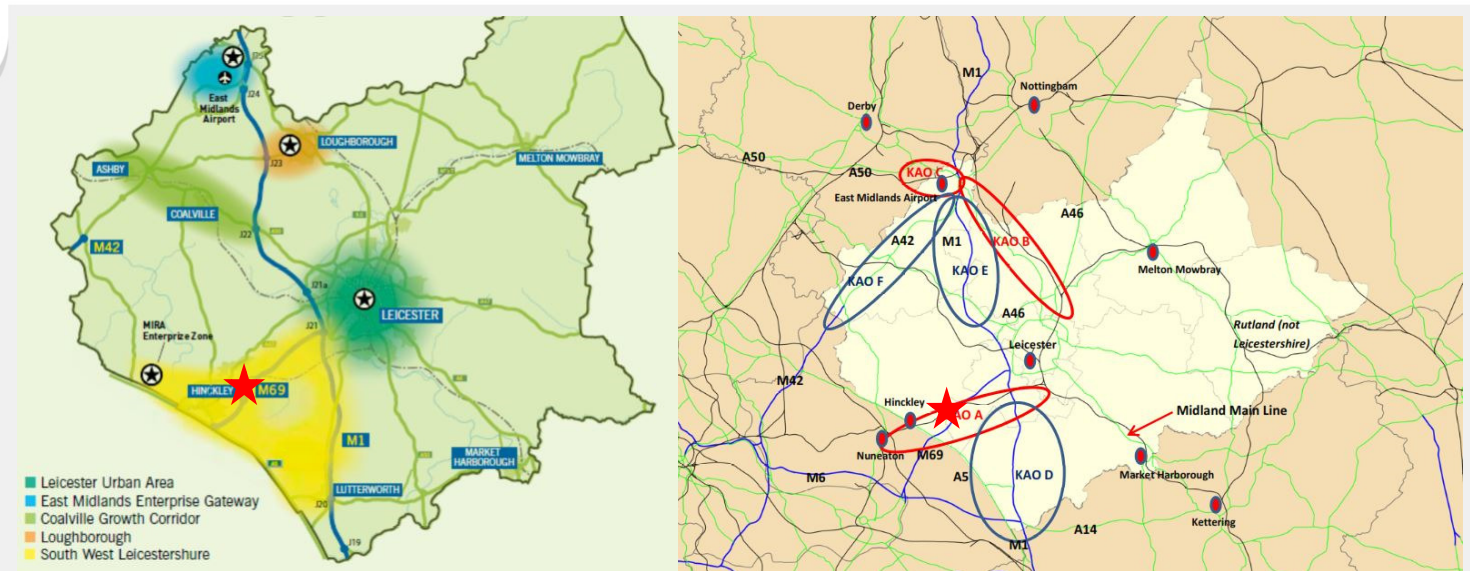 J25
East
Midlands
Airport
J24
LOUGHBOROUGH
J23
MELTON MOWBRAY
ASHBY
COALVILLE
J22
M42
J21a
LEICESTER
J21
MIRA
Enterprize Zone
HINCKLEY
M69
M1
MARKET
HARBOROUGH
LUTTERWORTH
J20
J19
Leicester Urban Area
East Midlands Enterprise Gateway
Coalville Growth Corridor
Loughborough
South West Leicestershure
M1
Nottingham
Derby
A50
A50
KAO C
East Midlands Airport
A46
A42
M1
KAO B
Melton Mowbray
KAO E
KAO F
A46
Rutland (not
Leicestershire)
Leicester
M42
Hinckley
KAO A
Midland Main Line
Nuneaton
M69
M6
A5
KAO D
Market Harborough
Kettering
A14
M1